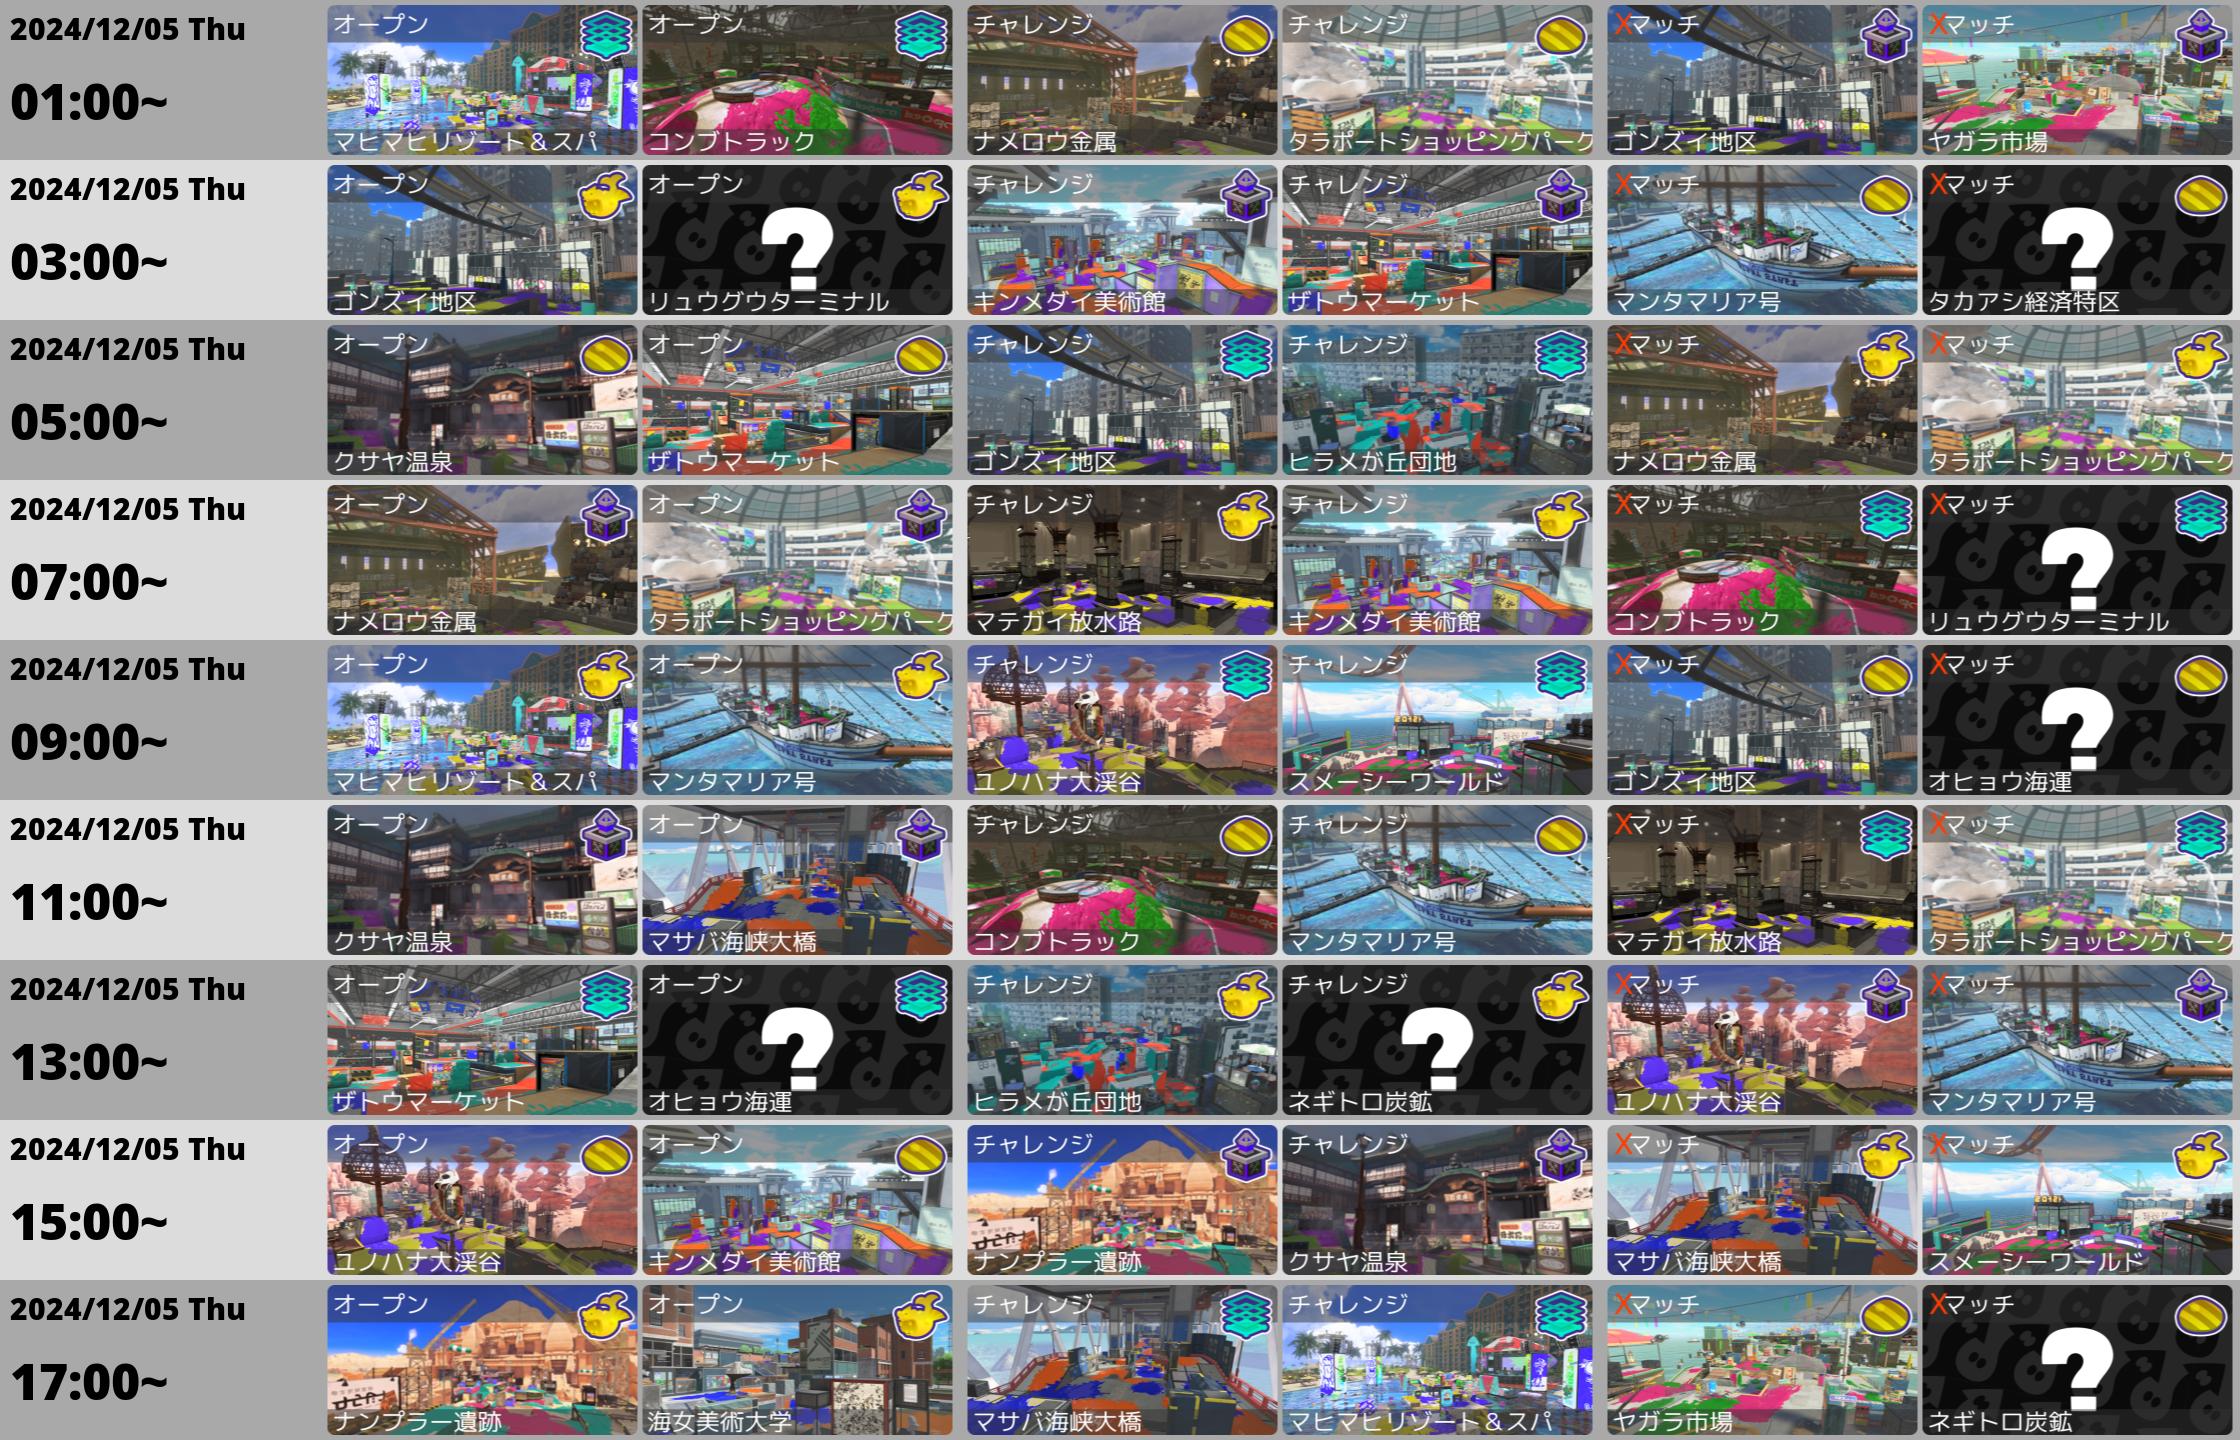 2024/12/05 Thu
01:00~
オープン
マヒマヒリゾート＆スパ
オープン
コンブトラック
チャレンジ
ナメロウ金属
チャレンジ
タラポートショッピングパーク
Xマッチ
ゴンズイ地区
Xマッチ
ヤガラ市場
2024/12/05 Thu
03:00~
オープン
ゴンズイ地区
オープン
?
リュウグウターミナル
チャレンジ
キンメダイ美術館
チャレンジ
ザトウマーケット
Xマッチ
マンタマリア号
Xマッチ
?
タカアシ経済特区
2024/12/05 Thu
05:00~
オープン
クサヤ温泉
オープン
ザトウマーケット
チャレンジ
ゴンズイ地区
チャレンジ
ヒラメが丘団地
Xマッチ
ナメロウ金属
Xマッチ
タラポートショッピングパーク
2024/12/05 Thu
07:00~
オープン
ナメロウ金属
オープン
タラポートショッピングパーク
チャレンジ
マテガイ放水路
チャレンジ
キンメダイ美術館
Xマッチ
コンブトラック
Xマッチ
?
リュウグウターミナル
2024/12/05 Thu
09:00~
オープン
マヒマヒリゾート＆スパ
オープン
マンタマリア号
チャレンジ
ユノハナ大渓谷
チャレンジ
スメーシーワールド
Xマッチ
ゴンズイ地区
Xマッチ
?
オヒョウ海運
2024/12/05 Thu
11:00~
オープン
クサヤ温泉
オープン
マサバ海峡大橋
チャレンジ
コンブトラック
チャレンジ
マンタマリア号
Xマッチ
マテガイ放水路
Xマッチ
タラポートショッピングパーク
2024/12/05 Thu
13:00~
オープン
ザトウマーケット
オープン
?
オヒョウ海運
チャレンジ
ヒラメが丘団地
チャレンジ
?
ネギトロ炭鉱
Xマッチ
ユノハナ大渓谷
Xマッチ
マンタマリア号
2024/12/05 Thu
15:00~
オープン
ユノハナ大渓谷
オープン
キンメダイ美術館
チャレンジ
ナンプラー遺跡
チャレンジ
クサヤ温泉
Xマッチ
マサバ海峡大橋
Xマッチ
スメーシーワールド
2024/12/05 Thu
17:00~
オープン
ナンプラー遺跡
オープン
海女美術大学
チャレンジ
マサバ海峡大橋
チャレンジ
マヒマヒリゾート＆スパ
Xマッチ
ヤガラ市場
Xマッチ
?
ネギトロ炭鉱